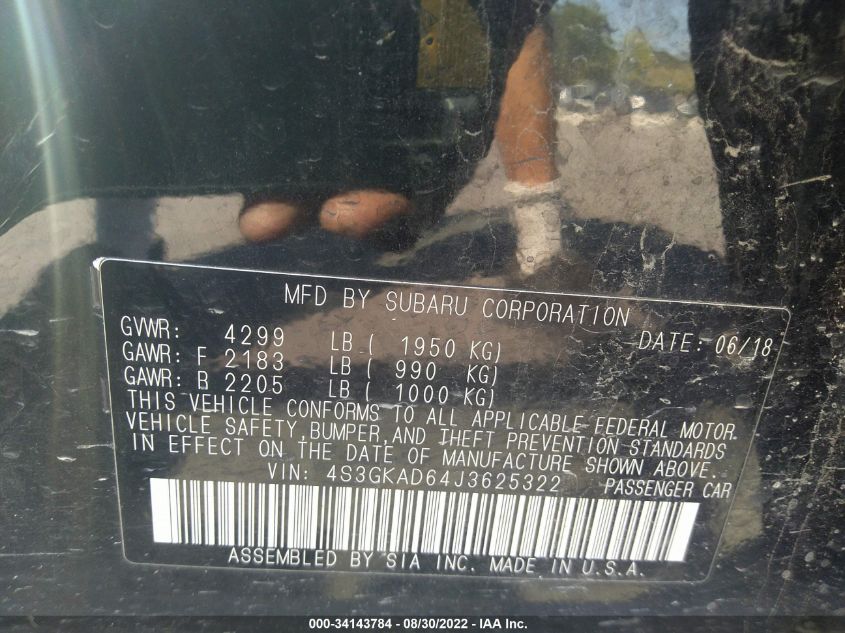 MFD BY SUBARU CORPORATION
GVWR: 4299 LB ( 1950 KG) DATE: 06/18
GAWR: F 2183 LB ( 990 KG)
GAWR: R 2205 LB ( 1000 KG)
THIS VEHICLE CONFORMS TO ALL APPLICABLE FEDERAL MOTOR
VEHICLE SAFETY, BUMPER, AND THEFT PREVENTION STANDARDS
IN EFFECT ON THE DATE OF MANUFACTURE SHOWN ABOVE.
VIN: 4S3GKAD64J3625322 PASSENGER CAR
ASSEMBLED BY SIA INC. MADE IN U.S.A.
000-34143784 - 08/30/2022 - IAA Inc.